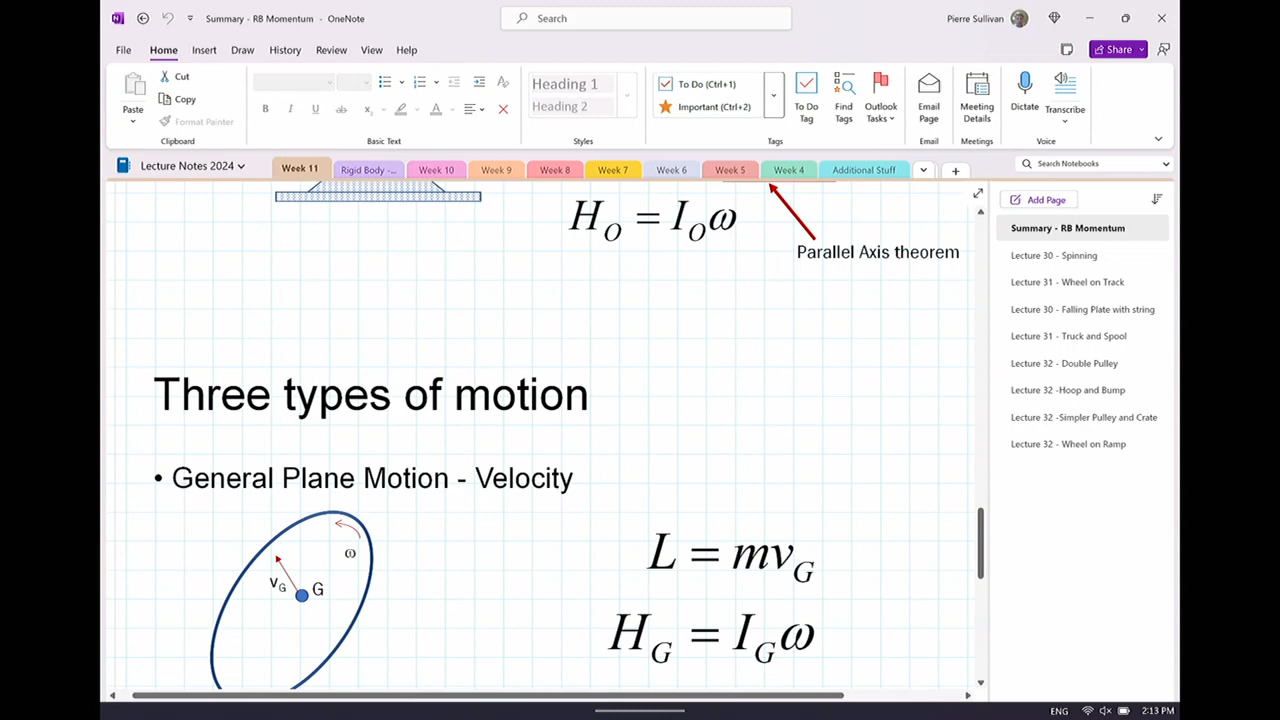 Summary - RB Momentum - OneNote
Search
Pierre Sullivan
File Home Insert Draw History Review View Help
Share
Paste
Cut
Copy
Format Painter
Clipboard
B I U ab x A
Basic Text
Heading 1
Heading 2
Styles
To Do (Ctrl+1)
Important (Ctrl+2)
To Do Tag
Find Tags
Outlook Tasks
Tags
Email Page
Email
Meeting Details
Meetings
Dictate
Transcribe
Voice
Lecture Notes 2024
Week 11 Rigid Body -... Week 10 Week 9 Week 8 Week 7 Week 6 Week 5 Week 4 Additional Stuff
Search Notebooks
H_O = I_O ω
Parallel Axis theorem
Three types of motion
• General Plane Motion - Velocity
ω
v_G
G
L = mv_G
H_G = I_G ω
Add Page
Summary - RB Momentum
Lecture 30 - Spinning
Lecture 31 - Wheel on Track
Lecture 30 - Falling Plate with string
Lecture 31 - Truck and Spool
Lecture 32 - Double Pulley
Lecture 32 -Hoop and Bump
Lecture 32 -Simpler Pulley and Crate
Lecture 32 - Wheel on Ramp
ENG
2:13 PM